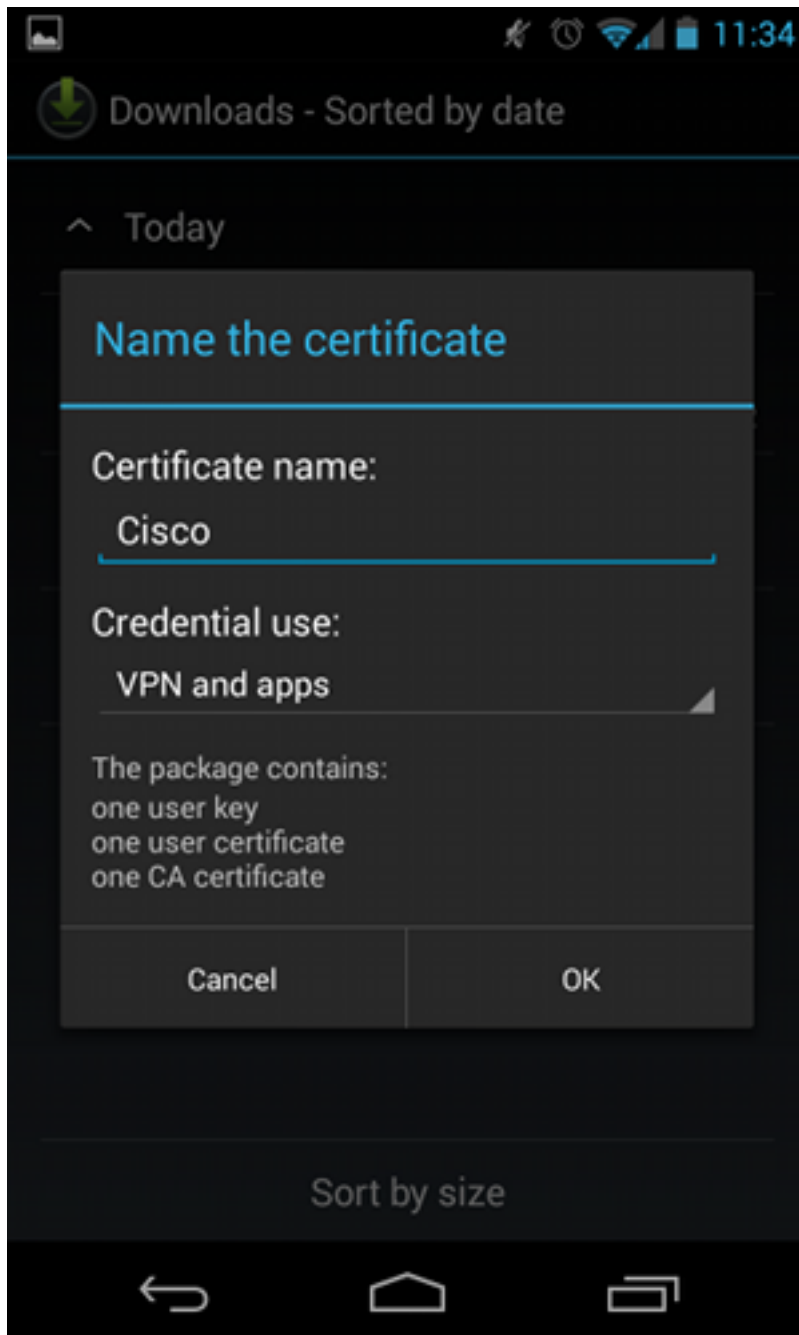 11:34
Downloads - Sorted by date
Today
Name the certificate
Certificate name:
Cisco
Credential use:
VPN and apps
The package contains:
one user key
one user certificate
one CA certificate
Cancel
OK
Sort by size